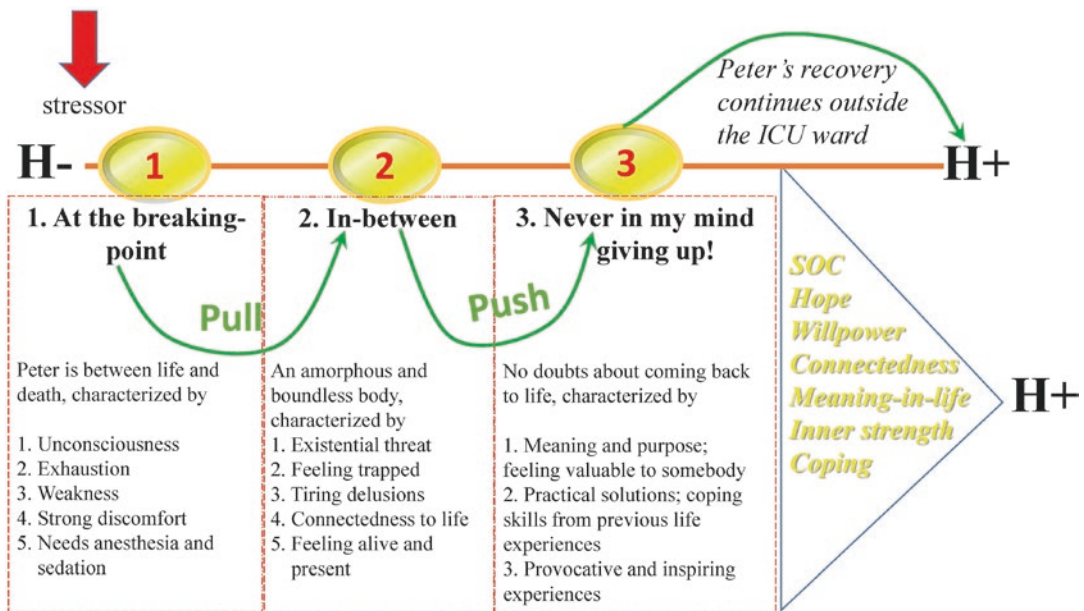 stressor
Peter's recovery
continues outside
the ICU ward
H-
1
2
3
H+
1. At the breaking-
point
2. In-between
3. Never in my mind
giving up!
Pull
Push
Peter is between life and
death, characterized by
1. Unconsciousness
2. Exhaustion
3. Weakness
4. Strong discomfort
5. Needs anesthesia and
sedation
An amorphous and
boundless body,
characterized by
1. Existential threat
2. Feeling trapped
3. Tiring delusions
4. Connectedness to life
5. Feeling alive and
present
No doubts about coming back
to life, characterized by
1. Meaning and purpose;
feeling valuable to somebody
2. Practical solutions; coping
skills from previous life
experiences
3. Provocative and inspiring
experiences
SOC
Hope
Willpower
Connectedness
Meaning-in-life
Inner strength
Coping
H+